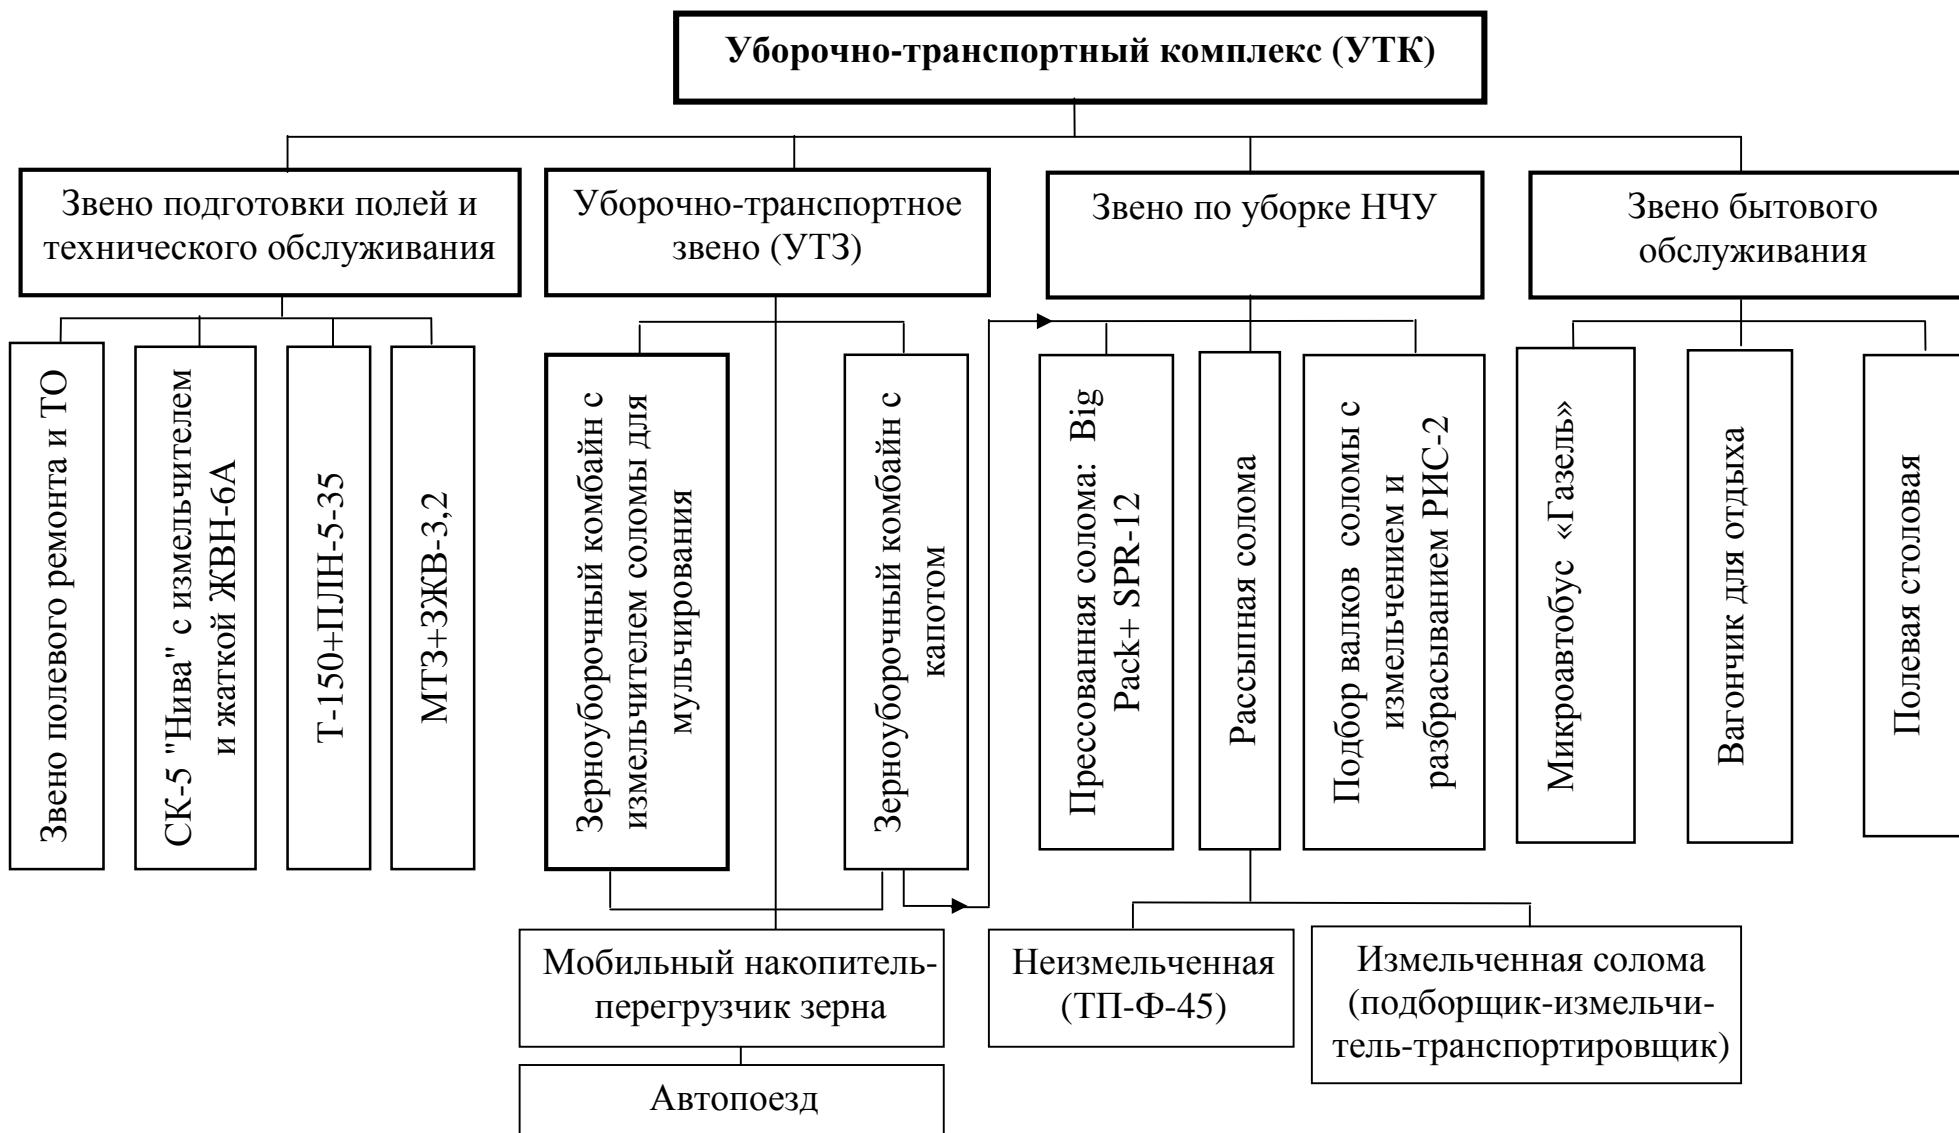 Уборочно-транспортный комплекс (УТК)
Звено подготовки полей и
технического обслуживания
Уборочно-транспортное
звено (УТЗ)
Звено по уборке НЧУ
Звено бытового
обслуживания
Звено полевого ремонта и ТО
СК-5 "Нива" с измельчителем
и жаткой ЖВН-6А
Т-150+ПЛН-5-35
МТЗ+ЗЖВ-3,2
Зерноуборочный комбайн с
измельчителем соломы для
мульчирования
Зерноуборочный комбайн с
капотом
Прессованная солома: Big
Pack+ SPR-12
Рассыпная солома
Подбор валков соломы с
измельчением и
разбрасыванием РИС-2
Микроавтобус «Газель»
Вагончик для отдыха
Полевая столовая
Мобильный накопитель-
перегрузчик зерна
Неизмельченная
(ТП-Ф-45)
Измельченная солома
(подборщик-измельчи-
тель-транспортировщик)
Автопоезд